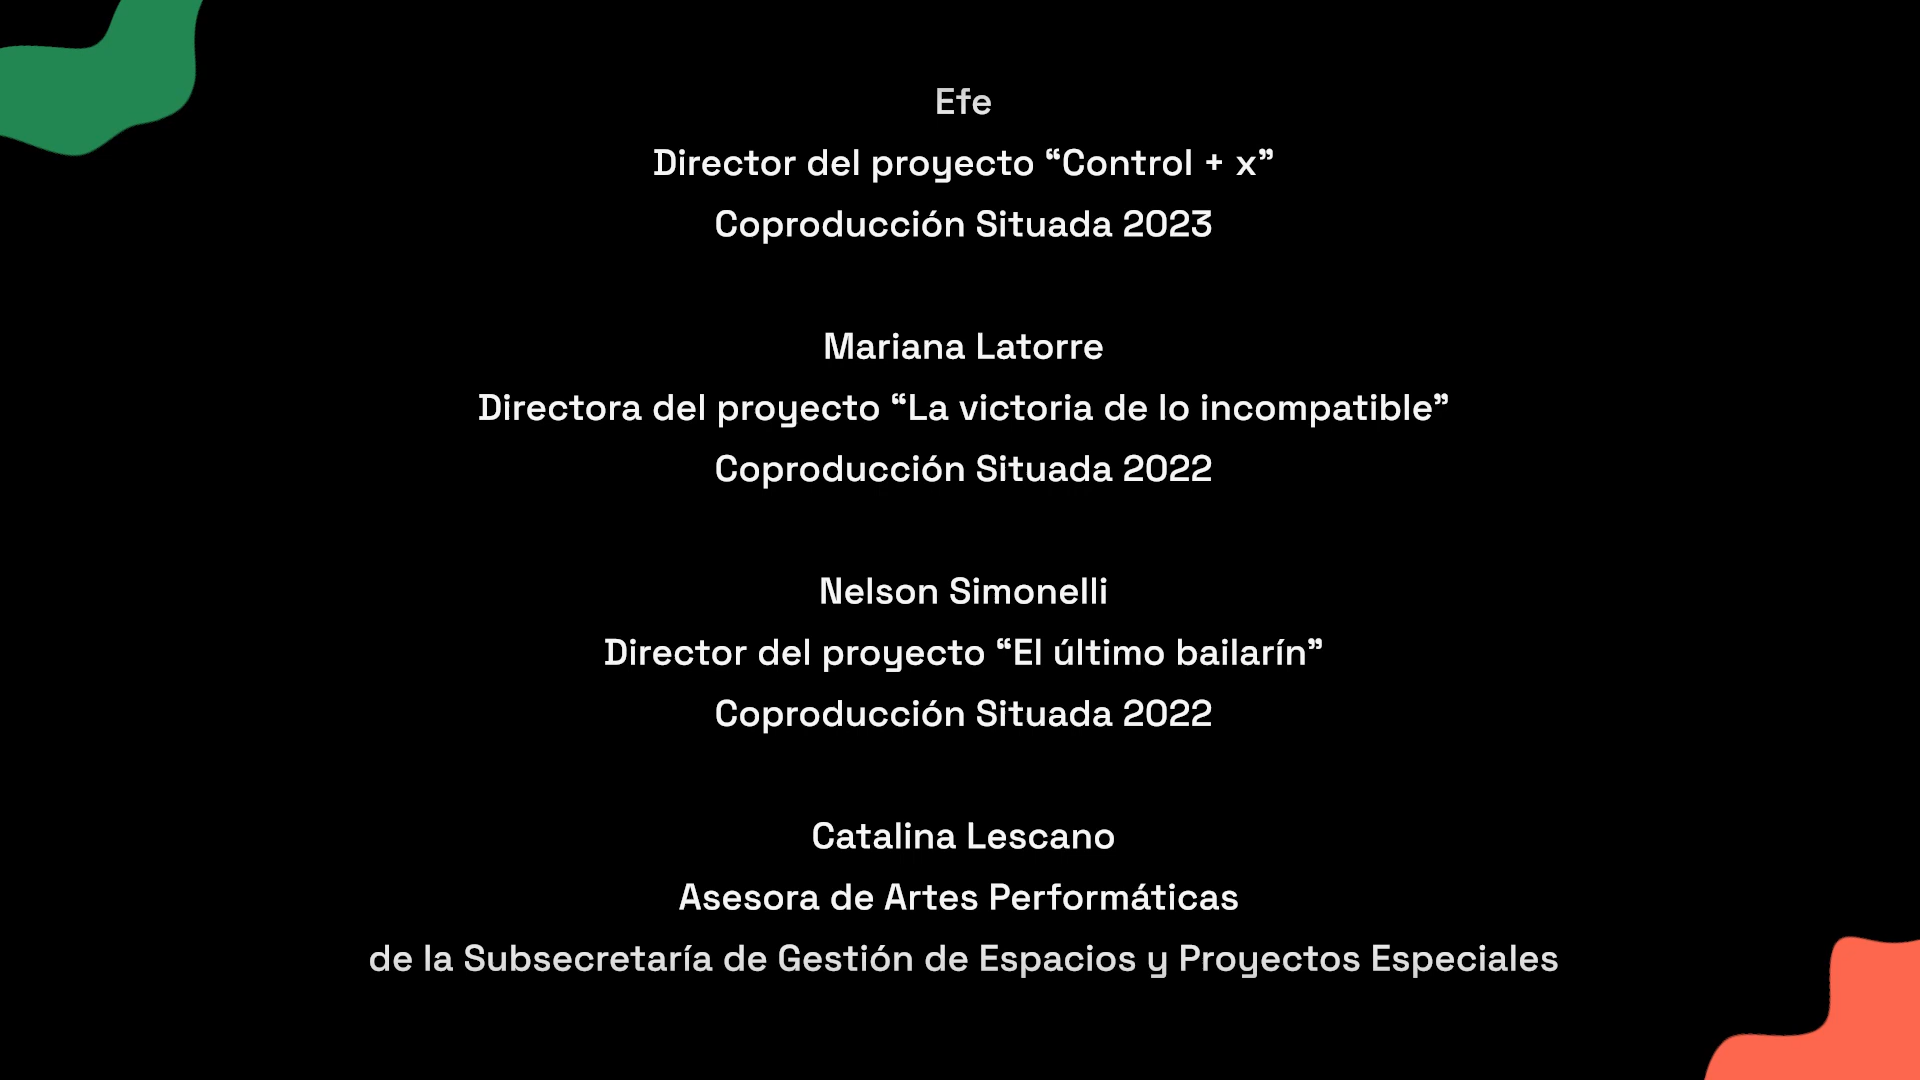 Efe
Director del proyecto “Control + x”
Coproducción Situada 2023
Mariana Latorre
Directora del proyecto “La victoria de lo incompatible”
Coproducción Situada 2022
Nelson Simonelli
Director del proyecto “El último bailarín”
Coproducción Situada 2022
Catalina Lescano
Asesora de Artes Performáticas
de la Subsecretaría de Gestión de Espacios y Proyectos Especiales